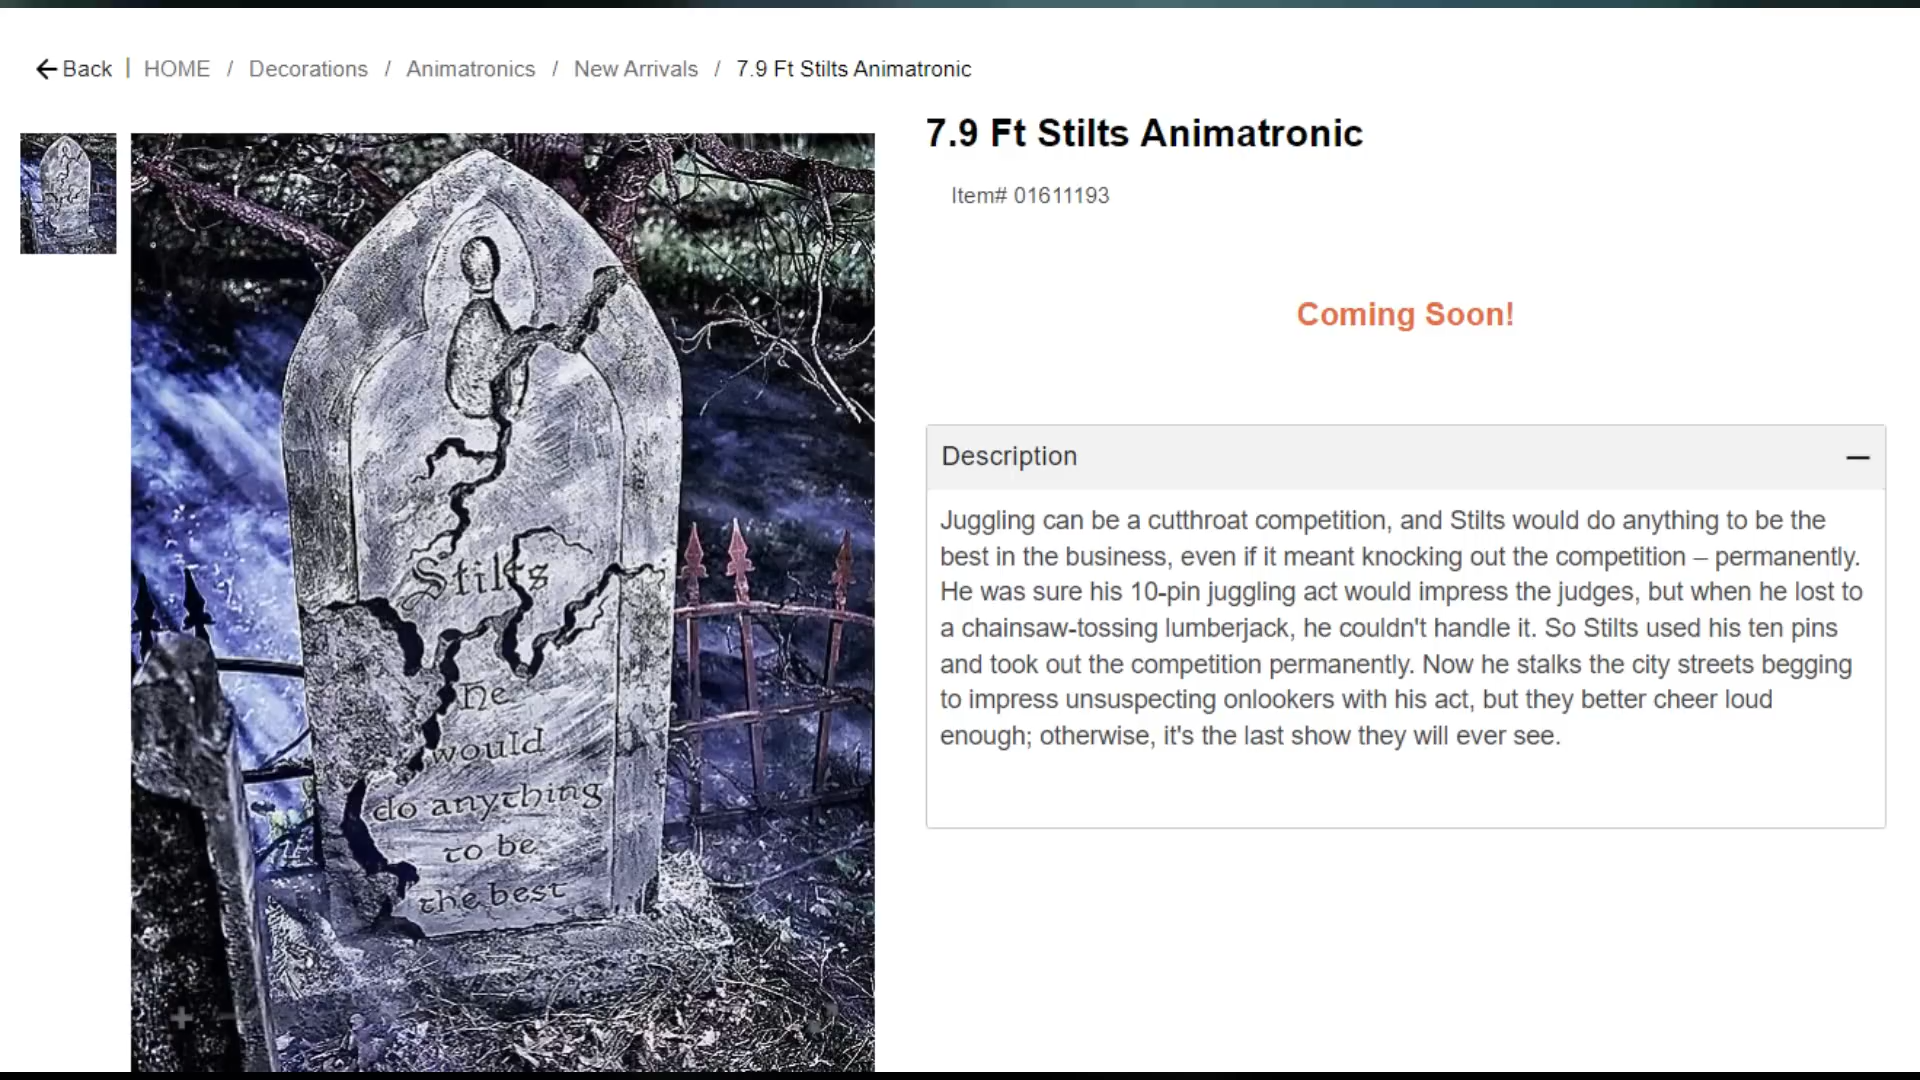 Back | HOME / Decorations / Animatronics / New Arrivals / 7.9 Ft Stilts Animatronic
7.9 Ft Stilts Animatronic
Item# 01611193
Coming Soon!
Description
Juggling can be a cutthroat competition, and Stilts would do anything to be the
best in the business, even if it meant knocking out the competition – permanently.
He was sure his 10-pin juggling act would impress the judges, but when he lost to
a chainsaw-tossing lumberjack, he couldn't handle it. So Stilts used his ten pins
and took out the competition permanently. Now he stalks the city streets begging
to impress unsuspecting onlookers with his act, but they better cheer loud
enough; otherwise, it's the last show they will ever see.
Stilts
He
would
do anything
to be
the best